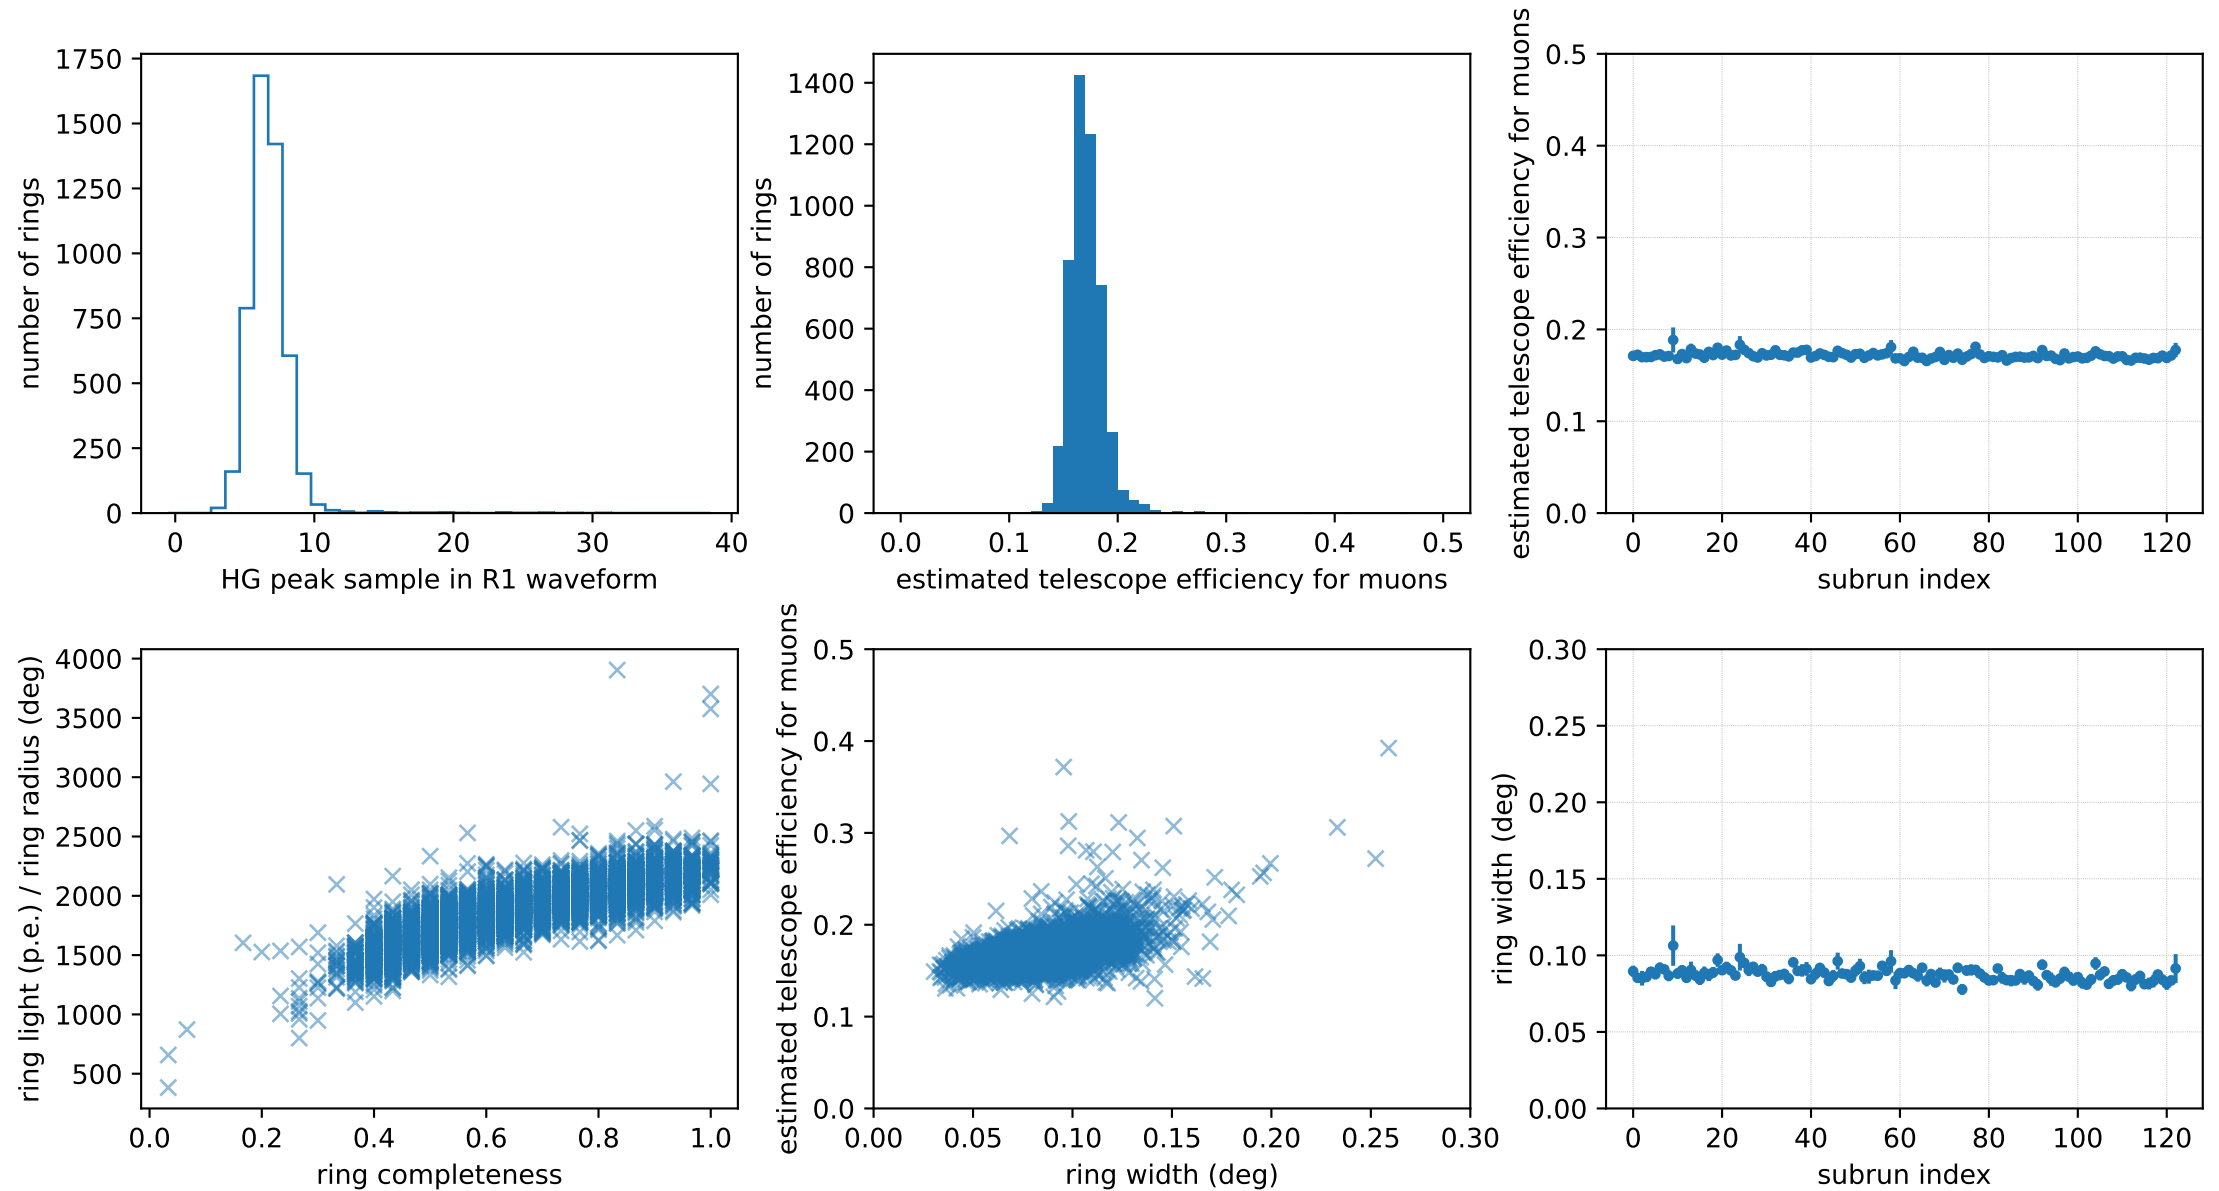 1750
1500
1250
1000
750
500
250
0
number of rings
0 10 20 30 40
HG peak sample in R1 waveform
1400
1200
1000
800
600
400
200
0
number of rings
0.0 0.1 0.2 0.3 0.4 0.5
estimated telescope efficiency for muons
0.5
0.4
0.3
0.2
0.1
0.0
estimated telescope efficiency for muons
0 20 40 60 80 100 120
subrun index
4000
3500
3000
2500
2000
1500
1000
500
ring light (p.e.) / ring radius (deg)
0.0 0.2 0.4 0.6 0.8 1.0
ring completeness
0.5
0.4
0.3
0.2
0.1
0.0
estimated telescope efficiency for muons
0.00 0.05 0.10 0.15 0.20 0.25 0.30
ring width (deg)
0.30
0.25
0.20
0.15
0.10
0.05
0.00
ring width (deg)
0 20 40 60 80 100 120
subrun index